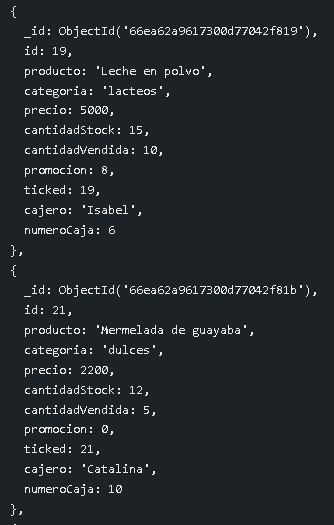 {
_id: ObjectId('66ea62a9617300d77042f819'),
id: 19,
producto: 'Leche en polvo',
categoria: 'lacteos',
precio: 5000,
cantidadStock: 15,
cantidadVendida: 10,
promocion: 8,
ticked: 19,
cajero: 'Isabel',
numeroCaja: 6
},
{
_id: ObjectId('66ea62a9617300d77042f81b'),
id: 21,
producto: 'Mermelada de guayaba',
categoria: 'dulces',
precio: 2200,
cantidadStock: 12,
cantidadVendida: 5,
promocion: 0,
ticked: 21,
cajero: 'Catalina',
numeroCaja: 10
},